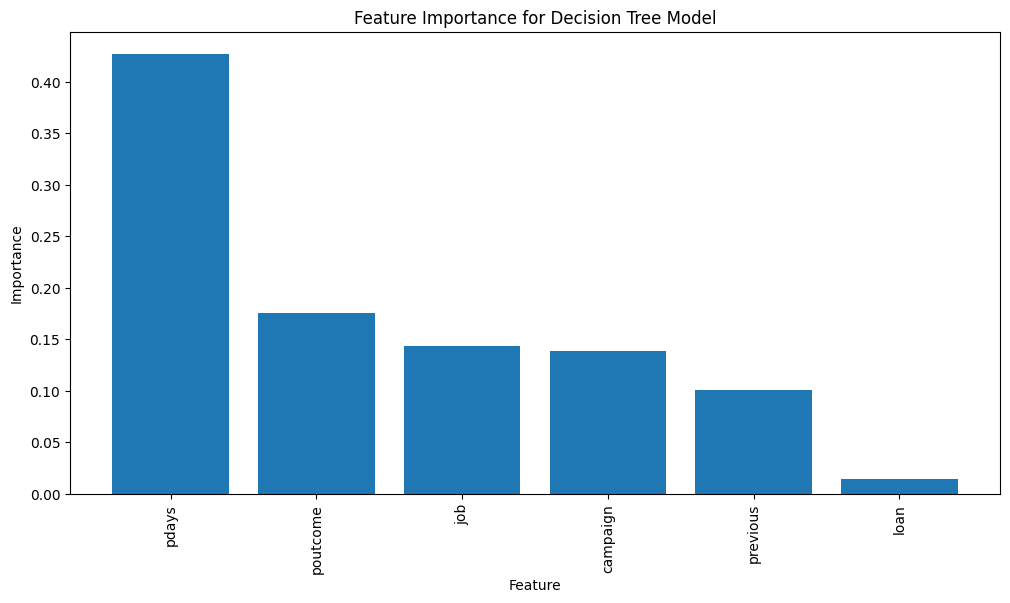 Feature Importance for Decision Tree Model
Importance
0.40
0.35
0.30
0.25
0.20
0.15
0.10
0.05
0.00
pdays
poutcome
job
campaign
previous
loan
Feature